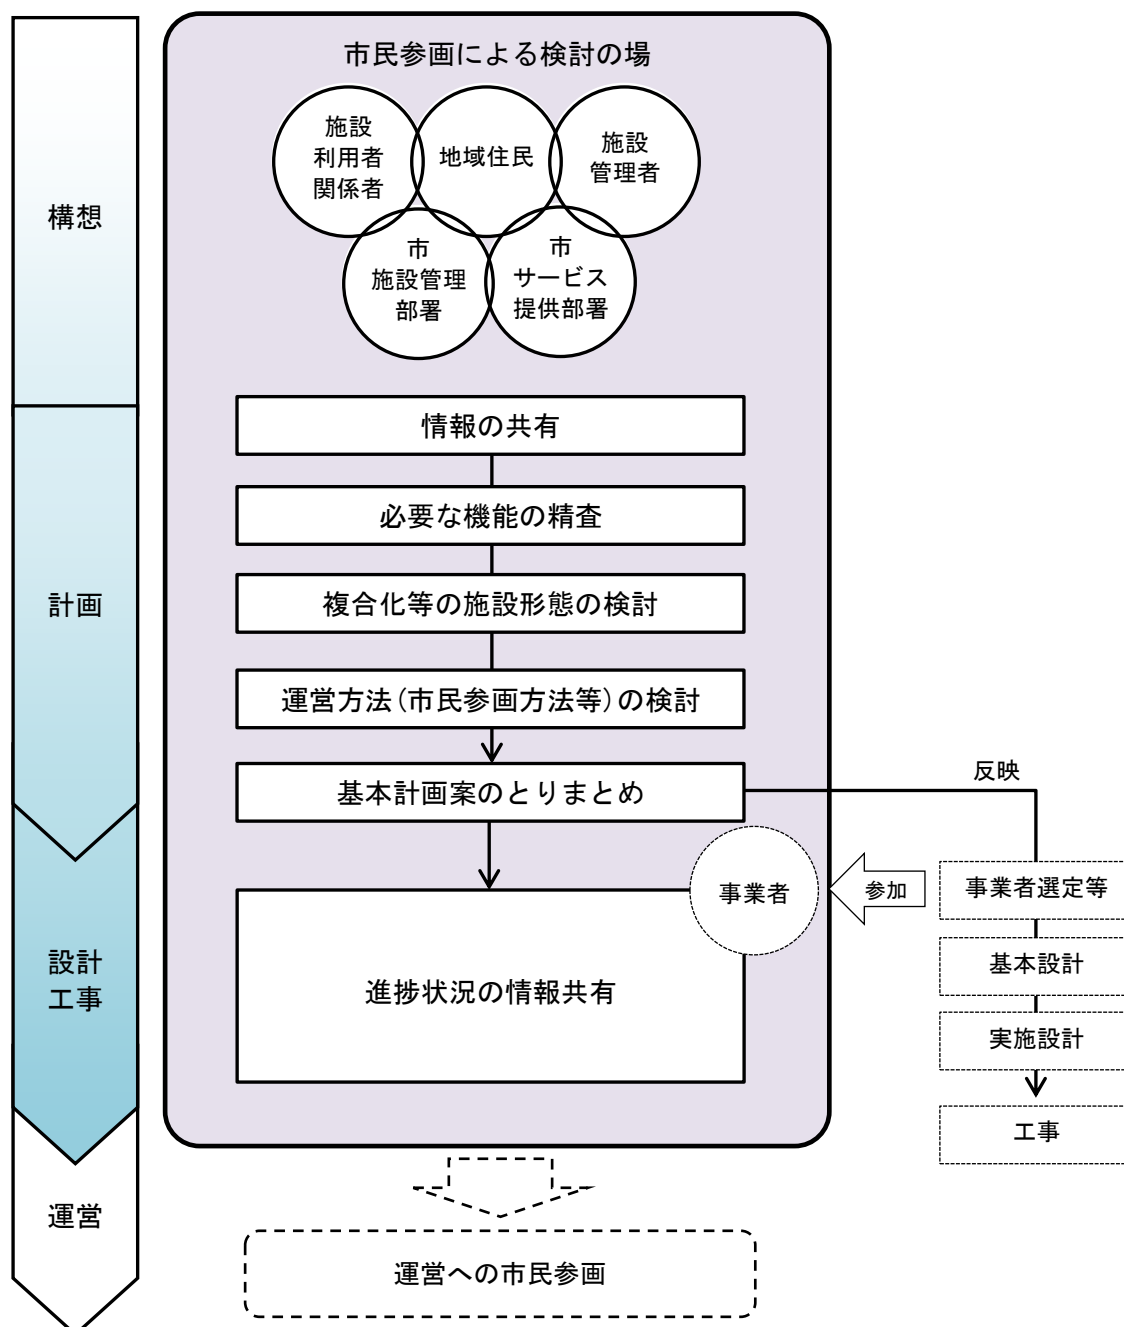 市民参画による検討の場
施設
利用者
関係者
地域住民
施設
管理者
市
施設管理
部署
市
サービス
提供部署
構想
情報の共有
必要な機能の精査
複合化等の施設形態の検討
計画
運営方法(市民参画方法等)の検討
基本計画案のとりまとめ
反映
事業者
参加
事業者選定等
設計
工事
進捗状況の情報共有
基本設計
実施設計
工事
運営
運営への市民参画